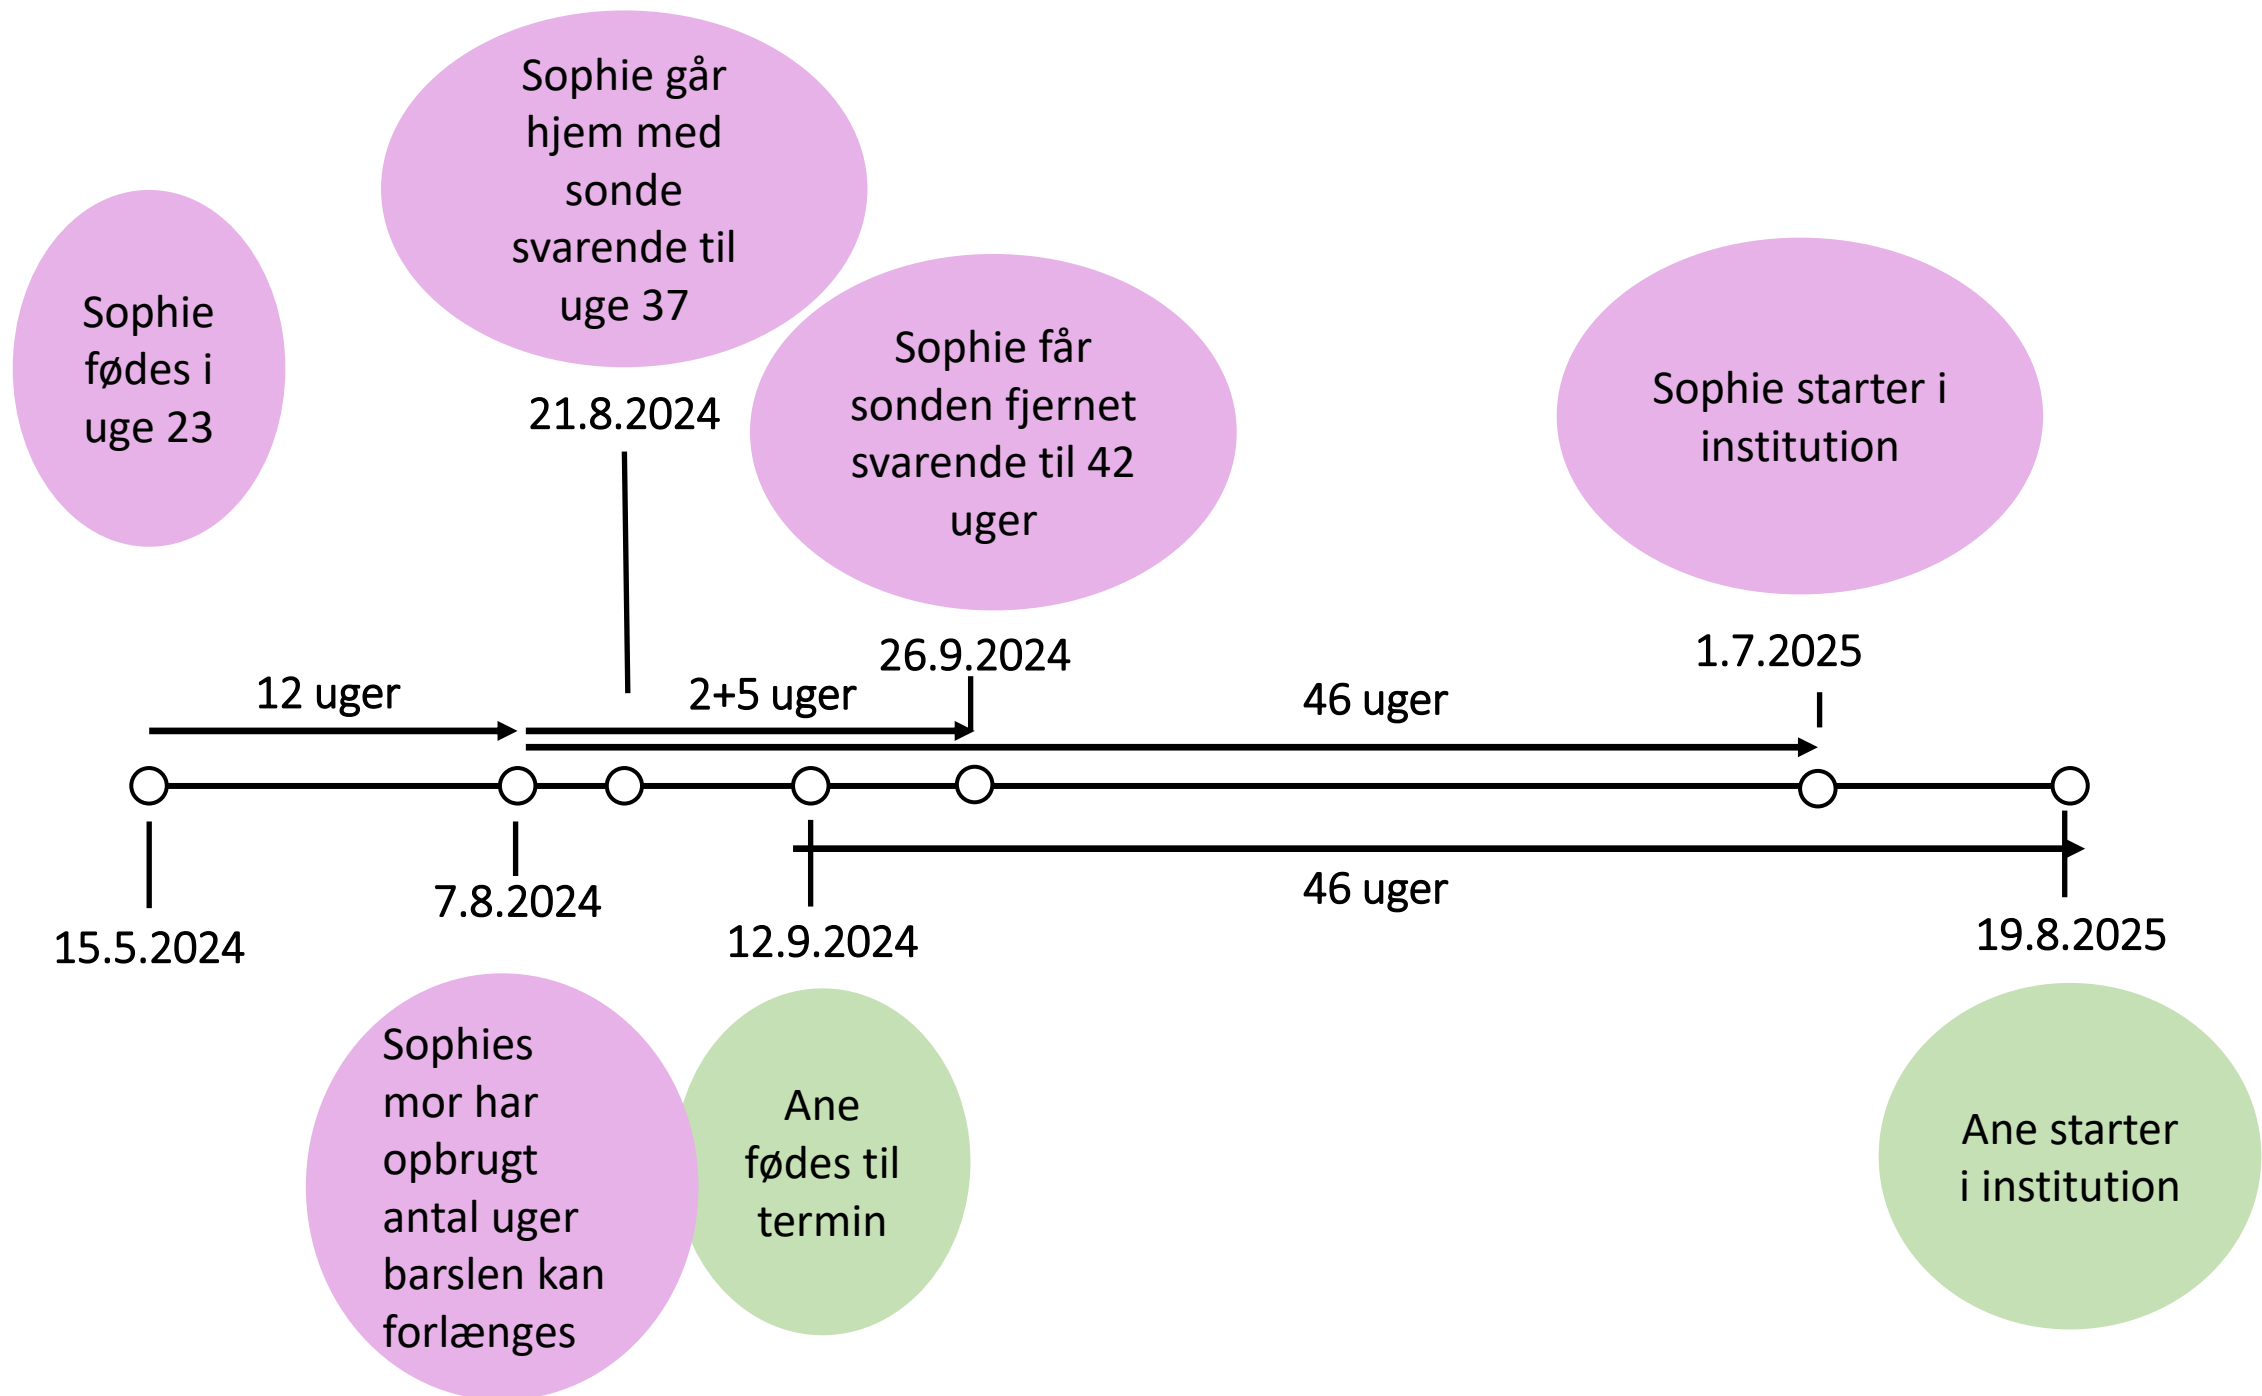 Sophie
fødes i
uge 23
Sophie går
hjem med
sonde
svarende til
uge 37
21.8.2024
Sophie får
sonden fjernet
svarende til 42
uger
26.9.2024
Sophie starter i
institution
1.7.2025
12 uger
2+5 uger
46 uger
46 uger
15.5.2024
7.8.2024
12.9.2024
19.8.2025
Sophies
mor har
opbrugt
antal uger
barslen kan
forlænges
Ane
fødes til
termin
Ane starter
i institution